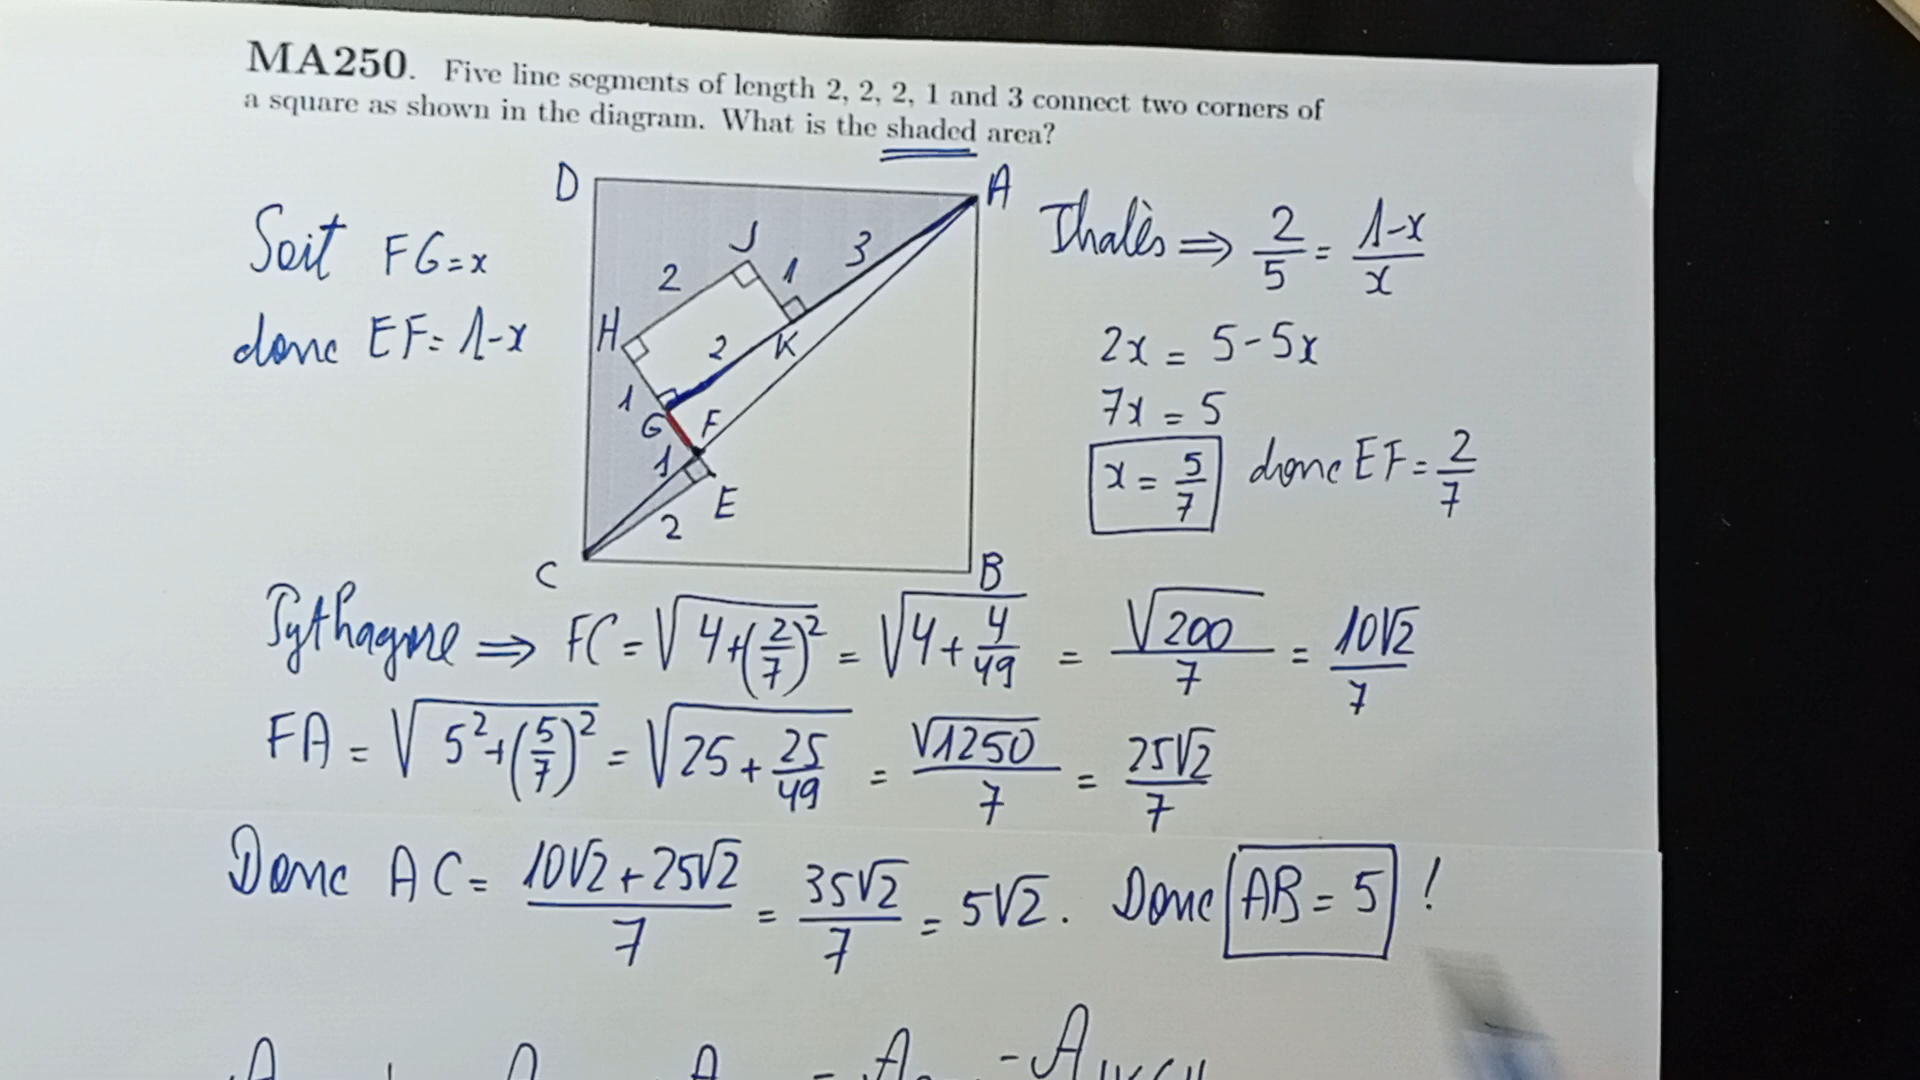 MA250. Five line segments of length 2, 2, 2, 1 and 3 connect two corners of
a square as shown in the diagram. What is the shaded area?
D
A
Soit FG=x
donc EF=1-x
J
2
1
3
H
2
K
1
G
F
1
E
2
C
B
Thalès ⇒ 2/5 = (1-x)/x
2x = 5-5x
7x = 5
x = 5/7 donc EF = 2/7
Pythagore ⇒ FC = √(4+(2/7)²) = √(4+4/49) = √200/7 = 10√2/7
FA = √(5²+(5/7)²) = √(25+25/49) = √1250/7 = 25√2/7
Donc AC = (10√2+25√2)/7 = 35√2/7 = 5√2. Donc AB = 5 !